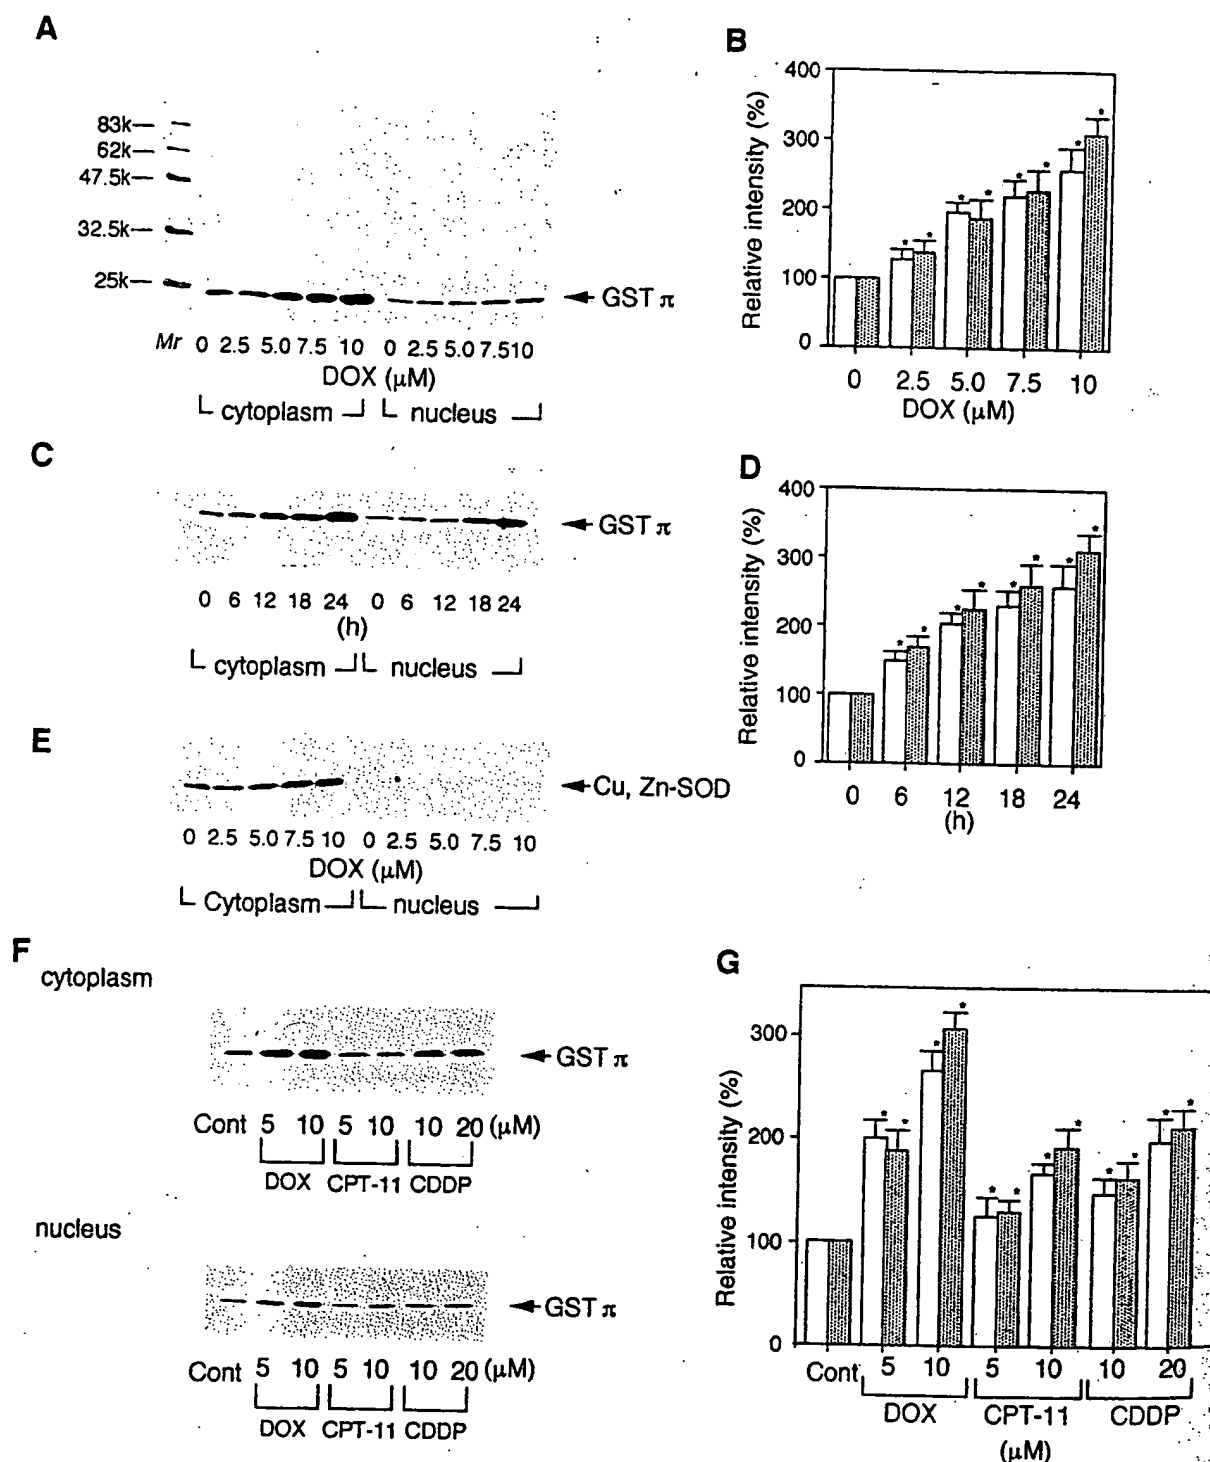 A
83k
62k
47.5k
32.5k
25k
GST π
Mr 0 2.5 5.0 7.5 10 0 2.5 5.0 7.5 10
DOX (µM)
cytoplasm nucleus
B
Relative intensity (%)
400
300
200
100
0
0 2.5 5.0 7.5 10
DOX (µM)
* * * * * * * *
C
GST π
0 6 12 18 24 0 6 12 18 24
(h)
cytoplasm nucleus
D
Relative intensity (%)
400
300
200
100
0
0 6 12 18 24
(h)
* * * * * * * *
E
Cu, Zn-SOD
0 2.5 5.0 7.5 10 0 2.5 5.0 7.5 10
DOX (µM)
Cytoplasm nucleus
F
cytoplasm
GST π
Cont 5 10 5 10 10 20 (µM)
DOX CPT-11 CDDP
nucleus
GST π
Cont 5 10 5 10 10 20 (µM)
DOX CPT-11 CDDP
G
Relative intensity (%)
300
200
100
0
* * * * * * * * * * * *
Cont 5 10 5 10 10 20
DOX CPT-11 CDDP
(µM)